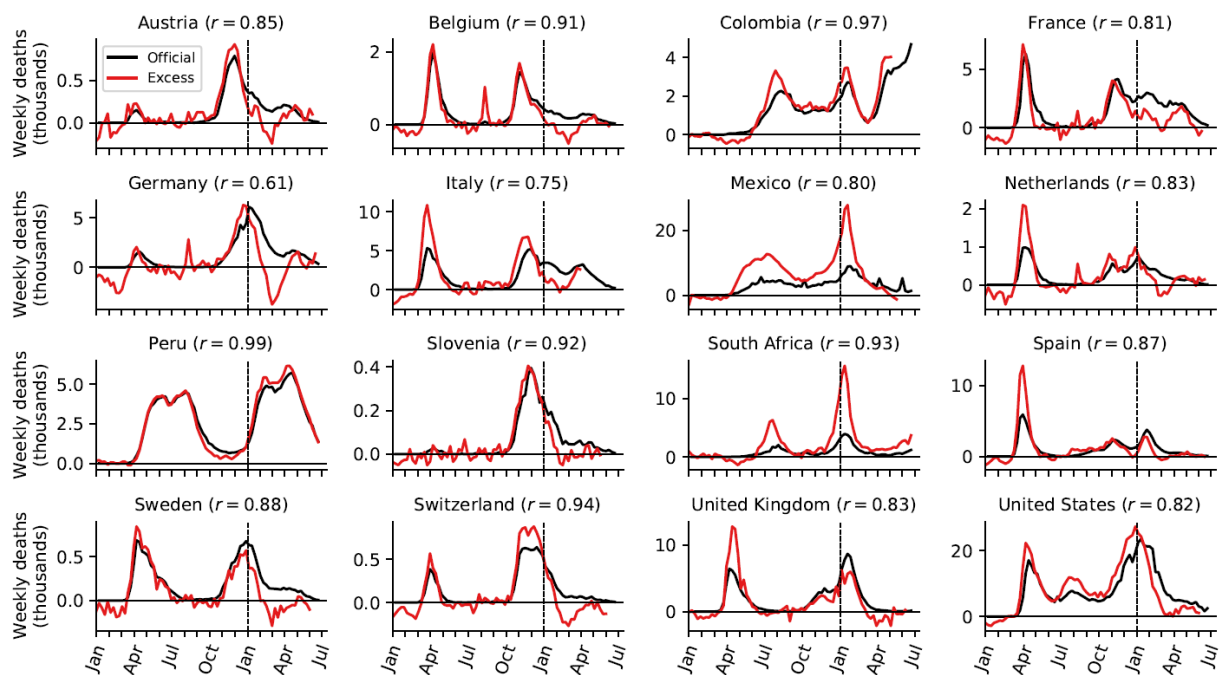 Austria (r = 0.85)
Belgium (r = 0.91)
Colombia (r = 0.97)
France (r = 0.81)
Weekly deaths
(thousands)
0.5
0.0
Official
Excess
2
0
4
2
0
5
0
Germany (r = 0.61)
Italy (r = 0.75)
Mexico (r = 0.80)
Netherlands (r = 0.83)
Weekly deaths
(thousands)
5
0
10
5
0
20
0
2
1
0
Peru (r = 0.99)
Slovenia (r = 0.92)
South Africa (r = 0.93)
Spain (r = 0.87)
Weekly deaths
(thousands)
5.0
2.5
0.0
0.4
0.2
0.0
10
0
10
0
Sweden (r = 0.88)
Switzerland (r = 0.94)
United Kingdom (r = 0.83)
United States (r = 0.82)
Weekly deaths
(thousands)
0.5
0.0
0.5
0.0
10
0
20
0
Jan Apr Jul Oct Jan Apr Jul
Jan Apr Jul Oct Jan Apr Jul
Jan Apr Jul Oct Jan Apr Jul
Jan Apr Jul Oct Jan Apr Jul